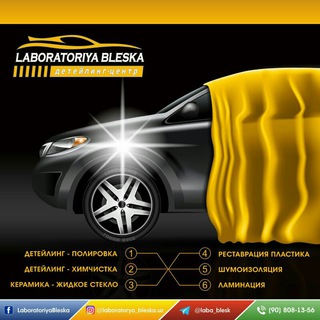 LABORATORIYA BLESKA
ДЕТЕЙЛИНГ-ЦЕНТР
ДЕТЕЙЛИНГ - ПОЛИРОВКА 1
ДЕТЕЙЛИНГ - ХИМЧИСТКА 2
КЕРАМИКА - ЖИДКОЕ СТЕКЛО 3
4 РЕСТАВРАЦИЯ ПЛАСТИКА
5 ШУМОИЗОЛЯЦИЯ
6 ЛАМИНАЦИЯ
LaboratoriyaBleska laboratoriya_bleska.uz @laba_blesk (90) 808-13-56